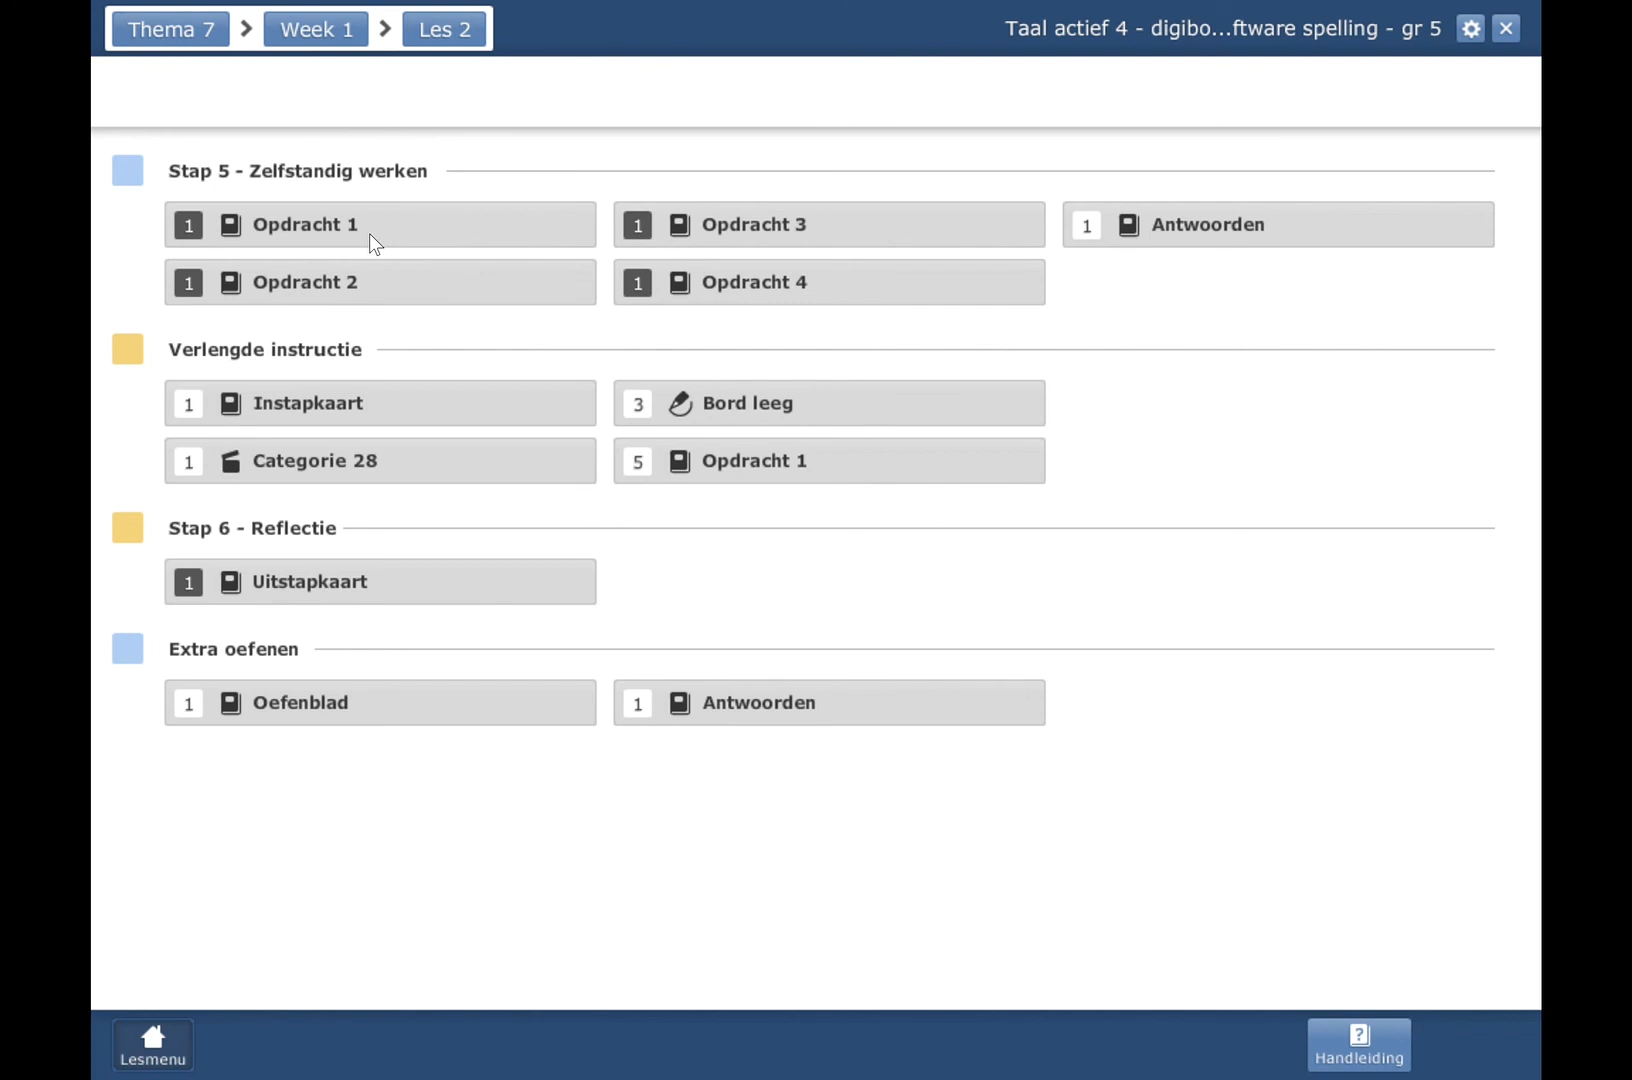 Thema 7 Week 1 Les 2
Taal actief 4 - digibo...ftware spelling - gr 5
Stap 5 - Zelfstandig werken
1 Opdracht 1
1 Opdracht 3
1 Antwoorden
1 Opdracht 2
1 Opdracht 4
Verlengde instructie
1 Instapkaart
3 Bord leeg
1 Categorie 28
5 Opdracht 1
Stap 6 - Reflectie
1 Uitstapkaart
Extra oefenen
1 Oefenblad
1 Antwoorden
Lesmenu
?
Handleiding